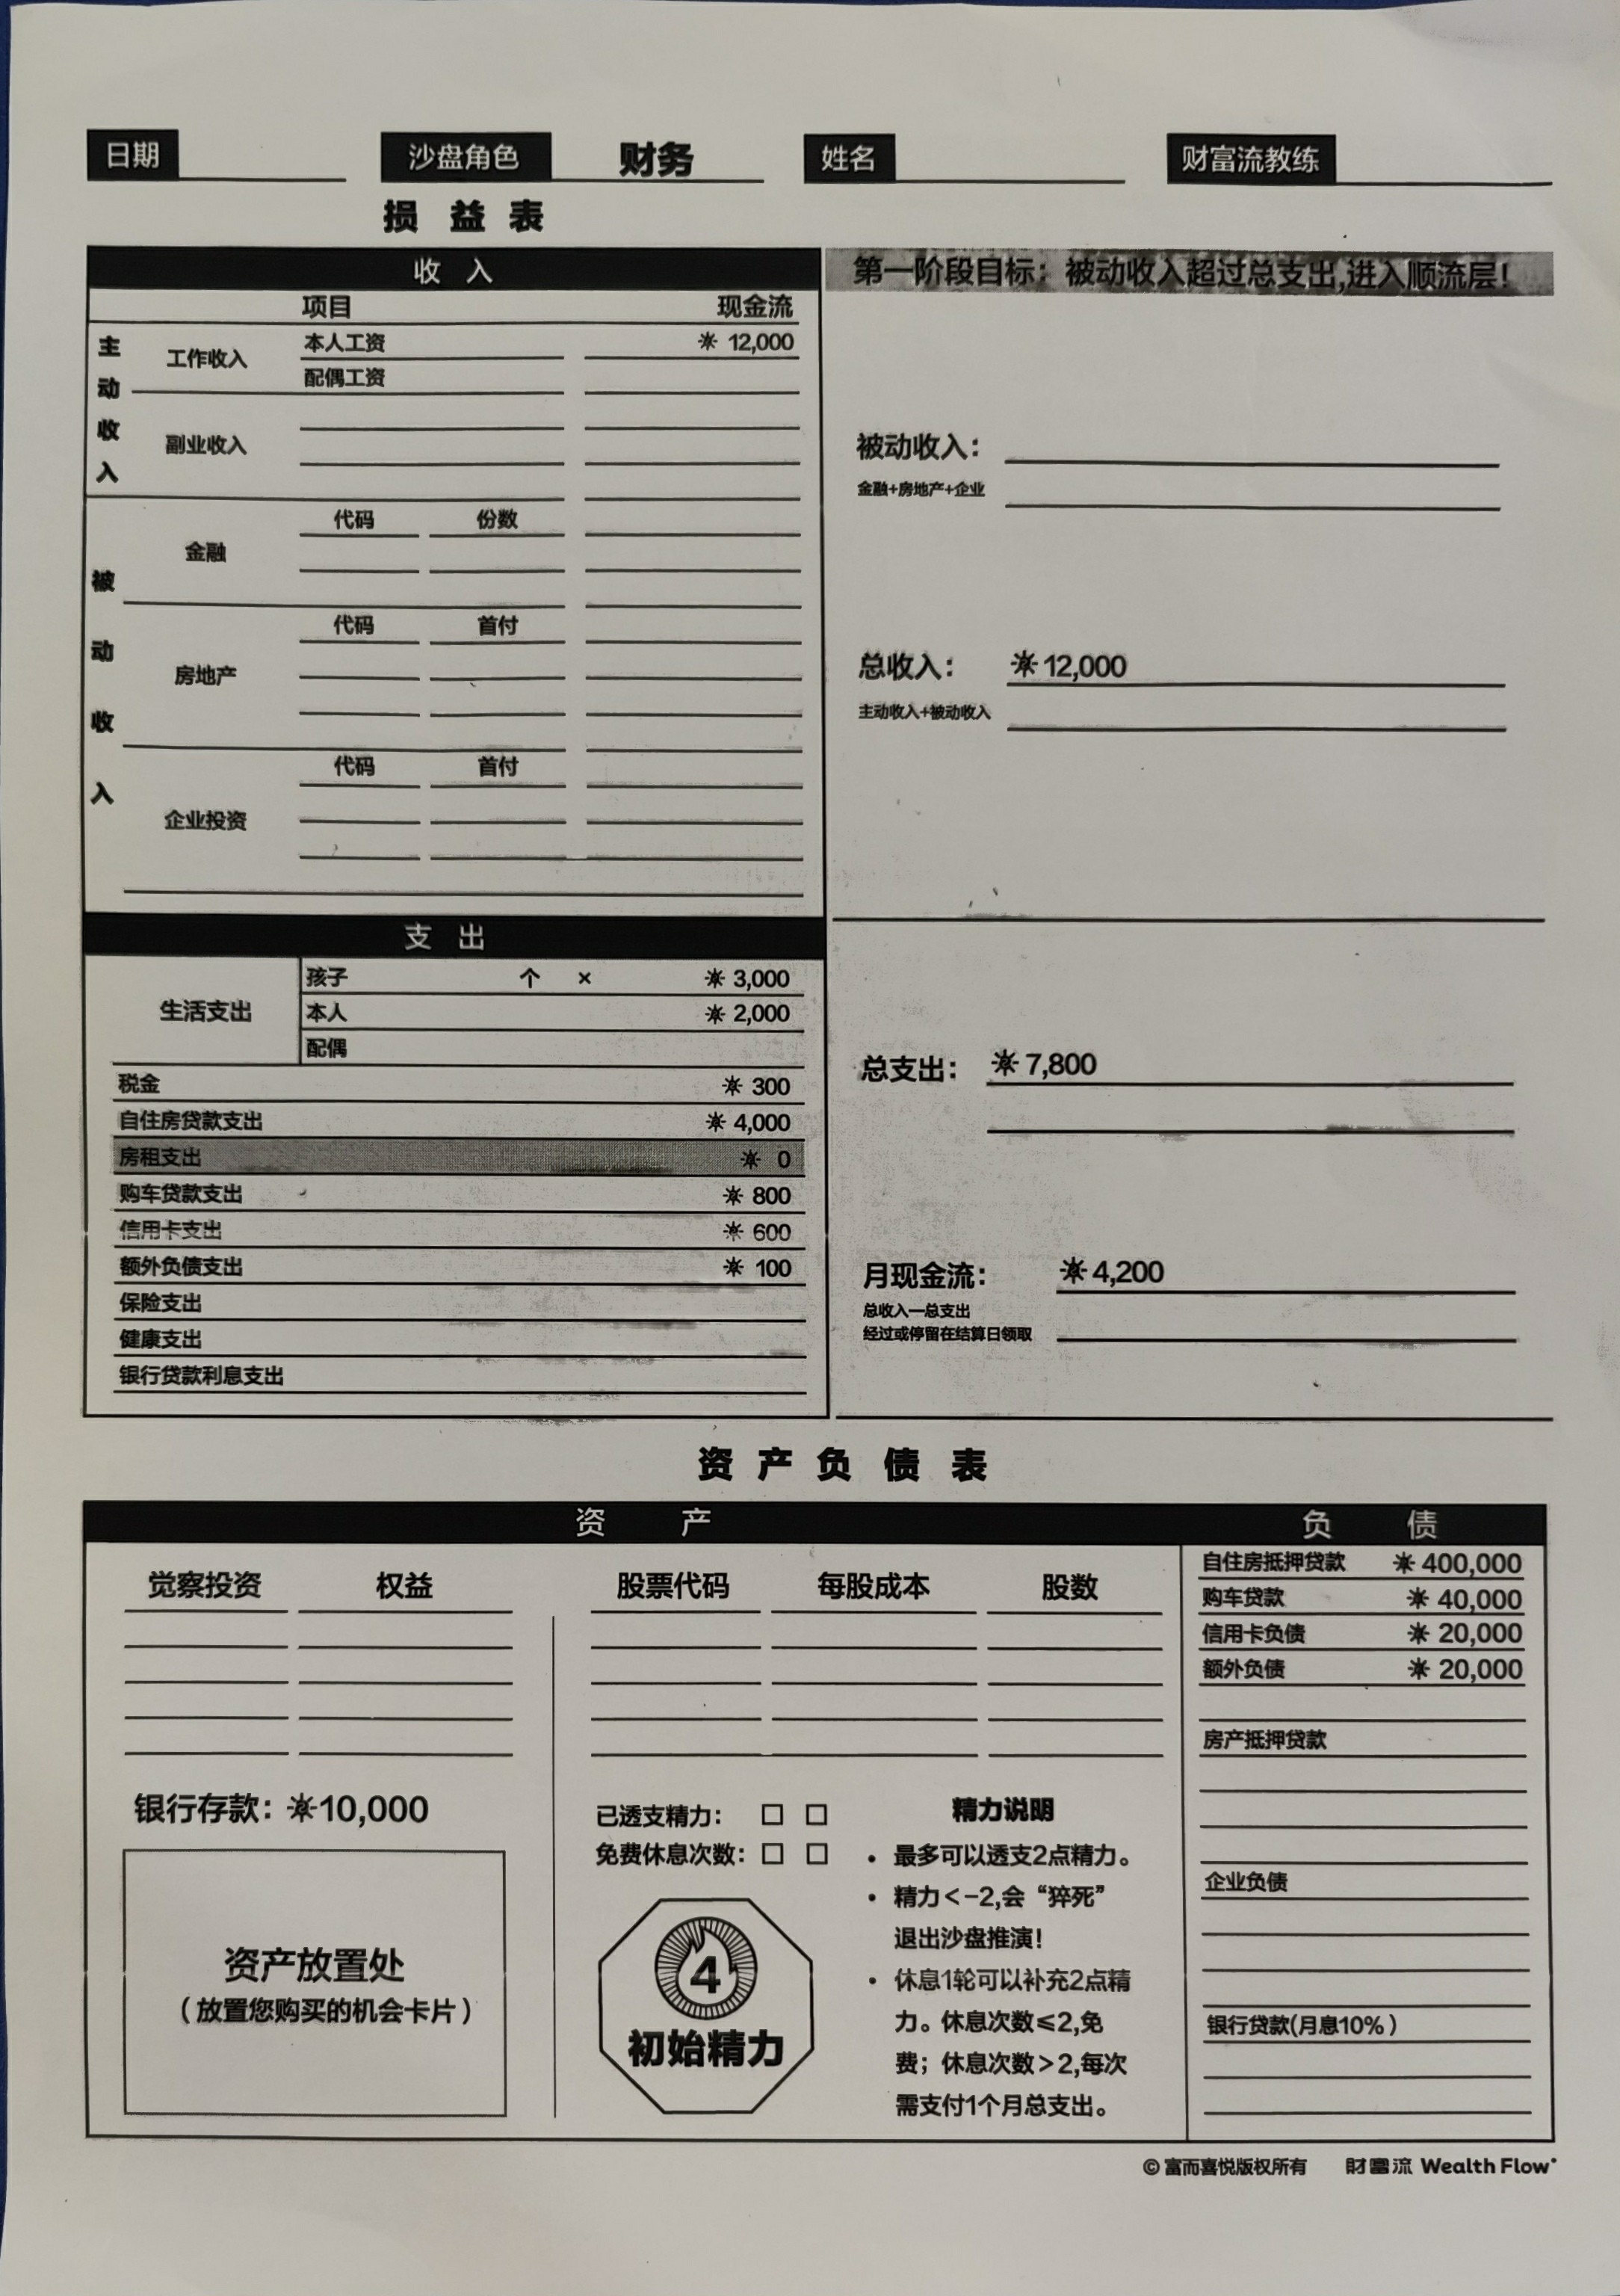 日期 沙盘角色 财务 姓名 财富流教练
损益表
收入
项目 现金流
主动收入
工作收入
本人工资 12,000
配偶工资
副业收入
被动收入
金融
代码 份数
房地产
代码 首付
企业投资
代码 首付
第一阶段目标：被动收入超过总支出,进入顺流层！
被动收入：
金融+房地产+企业
总收入： 12,000
主动收入+被动收入
支出
生活支出
孩子 个 × 3,000
本人 2,000
配偶
税金 300
自住房贷款支出 4,000
房租支出 0
购车贷款支出 800
信用卡支出 600
额外负债支出 100
保险支出
健康支出
银行贷款利息支出
总支出： 7,800
月现金流： 4,200
总收入—总支出
经过或停留在结算日领取
资产负债表
资产
觉察投资 权益 股票代码 每股成本 股数
银行存款：10,000
资产放置处
（放置您购买的机会卡片）
已透支精力：□ □
免费休息次数：□ □
4
初始精力
精力说明
• 最多可以透支2点精力。
• 精力＜-2,会“猝死”
退出沙盘推演！
• 休息1轮可以补充2点精
力。休息次数≤2,免
费；休息次数＞2,每次
需支付1个月总支出。
负债
自住房抵押贷款 400,000
购车贷款 40,000
信用卡负债 20,000
额外负债 20,000
房产抵押贷款
企业负债
银行贷款(月息10%）
© 富而喜悦版权所有 財富流 Wealth Flow